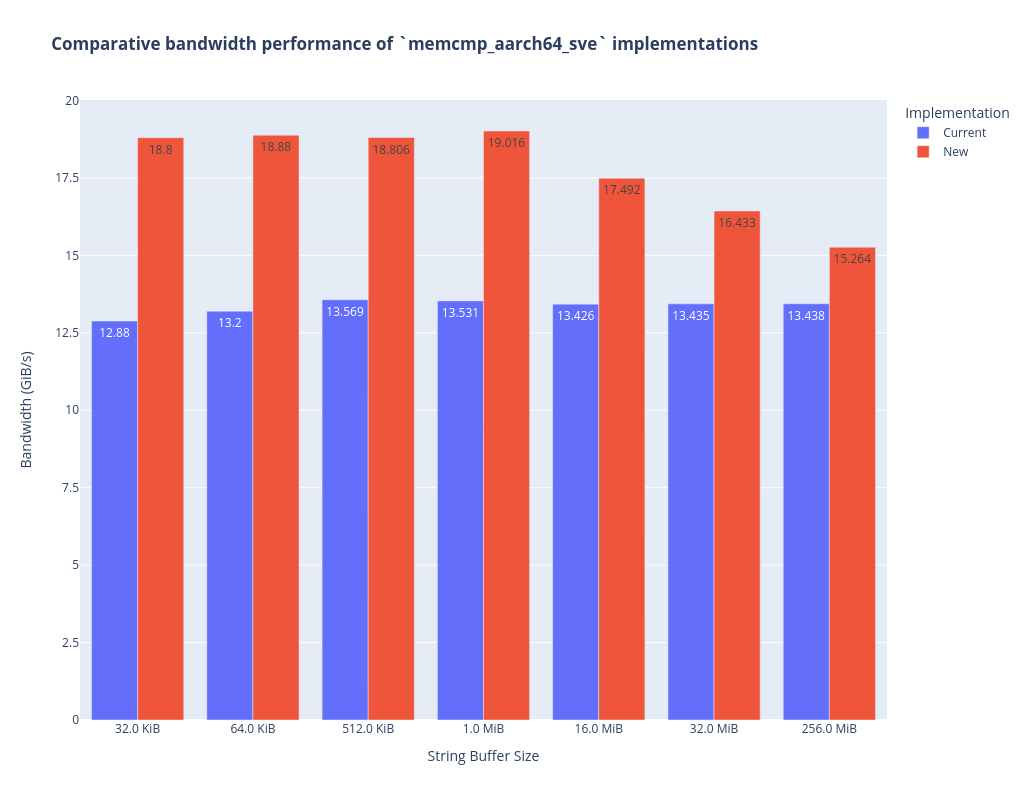 Comparative bandwidth performance of `memcmp_aarch64_sve` implementations
Implementation
Current
New
Bandwidth (GiB/s)
20
17.5
15
12.5
10
7.5
5
2.5
0
12.88
18.8
13.2
18.88
13.569
18.806
13.531
19.016
13.426
17.492
13.435
16.433
13.438
15.264
32.0 KiB
64.0 KiB
512.0 KiB
1.0 MiB
16.0 MiB
32.0 MiB
256.0 MiB
String Buffer Size